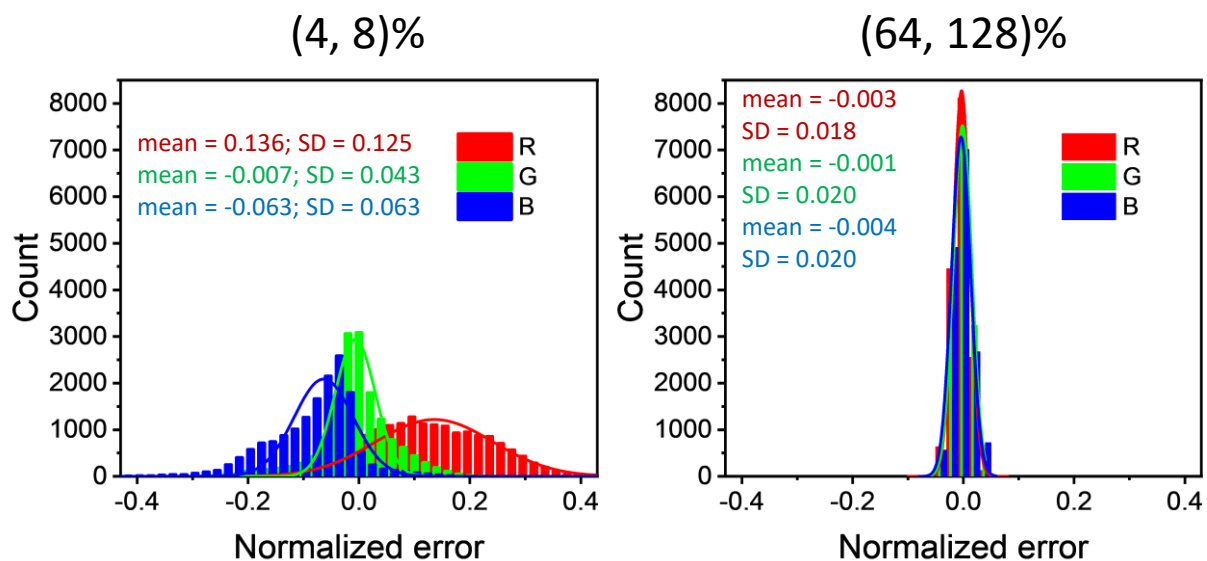 (4, 8)%
8000
7000
6000
5000
4000
3000
2000
1000
0
Count
mean = 0.136; SD = 0.125
mean = -0.007; SD = 0.043
mean = -0.063; SD = 0.063
R
G
B
-0.4
-0.2
0.0
0.2
0.4
Normalized error
(64, 128)%
8000
7000
6000
5000
4000
3000
2000
1000
0
Count
mean = -0.003
SD = 0.018
mean = -0.001
SD = 0.020
mean = -0.004
SD = 0.020
R
G
B
-0.4
-0.2
0.0
0.2
0.4
Normalized error